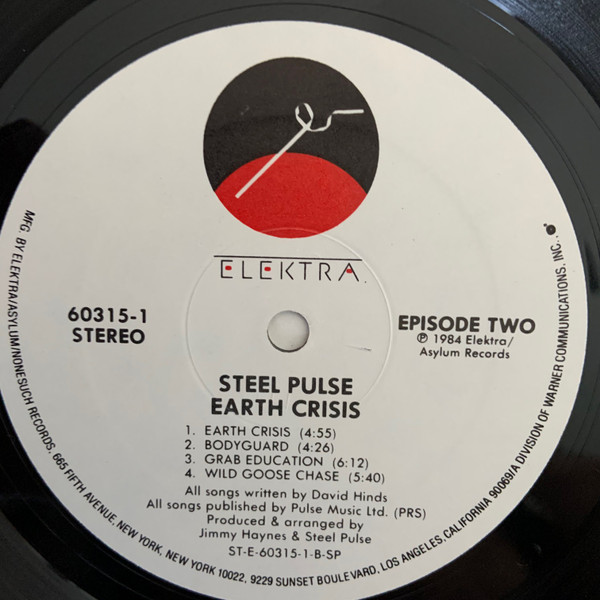 ELEKTRA.
60315-1
STEREO
EPISODE TWO
℗ 1984 Elektra/
Asylum Records
STEEL PULSE
EARTH CRISIS
1. EARTH CRISIS (4:55)
2. BODYGUARD (4:26)
3. GRAB EDUCATION (6:12)
4. WILD GOOSE CHASE (5:40)
All songs written by David Hinds
All songs published by Pulse Music Ltd. (PRS)
Produced & arranged by
Jimmy Haynes & Steel Pulse
ST-E-60315-1-B-SP
MFG. BY ELEKTRA/ASYLUM/NONESUCH RECORDS, 665 FIFTH AVENUE, NEW YORK, NEW YORK 10022, 9229 SUNSET BOULEVARD, LOS ANGELES, CALIFORNIA 90069/A DIVISION OF WARNER COMMUNICATIONS, INC.